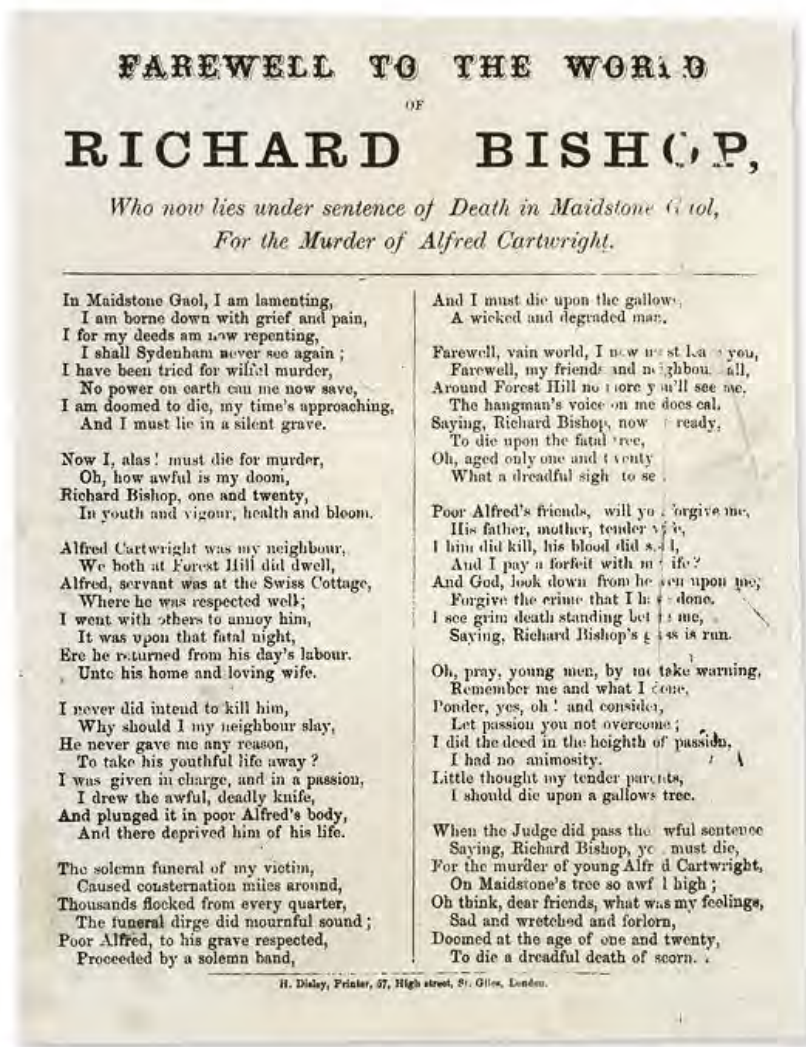 FAREWELL TO THE WORLD
OF
RICHARD BISHOP,
Who now lies under sentence of Death in Maidstone Gaol,
For the Murder of Alfred Cartwright.
In Maidstone Gaol, I am lamenting,
I am borne down with grief and pain,
I for my deeds am now repenting,
I shall Sydenham never see again ;
I have been tried for wilful murder,
No power on earth can me now save,
I am doomed to die, my time's approaching,
And I must lie in a silent grave.
Now I, alas! must die for murder,
Oh, how awful is my doom,
Richard Bishop, one and twenty,
In youth and vigour, health and bloom.
Alfred Cartwright was my neighbour,
We both at Forest Hill did dwell,
Alfred, servant was at the Swiss Cottage,
Where he was respected well;
I went with others to annoy him,
It was upon that fatal night,
Ere he returned from his day's labour.
Unto his home and loving wife.
I never did intend to kill him,
Why should I my neighbour slay,
He never gave me any reason,
To take his youthful life away ?
I was given in charge, and in a passion,
I drew the awful, deadly knife,
And plunged it in poor Alfred's body,
And there deprived him of his life.
The solemn funeral of my victim,
Caused consternation miles around,
Thousands flocked from every quarter,
The funeral dirge did mournful sound ;
Poor Alfred, to his grave respected,
Proceeded by a solemn band,
And I must die upon the gallows,
A wicked and degraded man.
Farewell, vain world, I now must leave you,
Farewell, my friends and neighbours all,
Around Forest Hill no more you'll see me,
The hangman's voice on me does cal.
Saying, Richard Bishop, now ready,
To die upon the fatal tree,
Oh, aged only one and twenty
What a dreadful sigh to se .
Poor Alfred's friends, will you forgive me,
His father, mother, tender wife,
I him did kill, his blood did spill,
And I pay a forfeit with my life?
And God, look down from heaven upon me,
Forgive the crime that I have done.
I see grim death standing before me,
Saying, Richard Bishop's glass is run.
Oh, pray, young men, by me take warning,
Remember me and what I done,
Ponder, yes, oh ! and consider,
Let passion you not overcome ;
I did the deed in the heighth of passion,
I had no animosity.
Little thought my tender parents,
I should die upon a gallows tree.
When the Judge did pass the wful sentence
Saying, Richard Bishop, yo must die,
For the murder of young Alfr d Cartwright,
On Maidstone's tree so awf l high ;
Oh think, dear friends, what was my feelings,
Sad and wretched and forlorn,
Doomed at the age of one and twenty,
To die a dreadful death of scorn.
H. Disley, Printer, 57, High street, St. Giles, London.